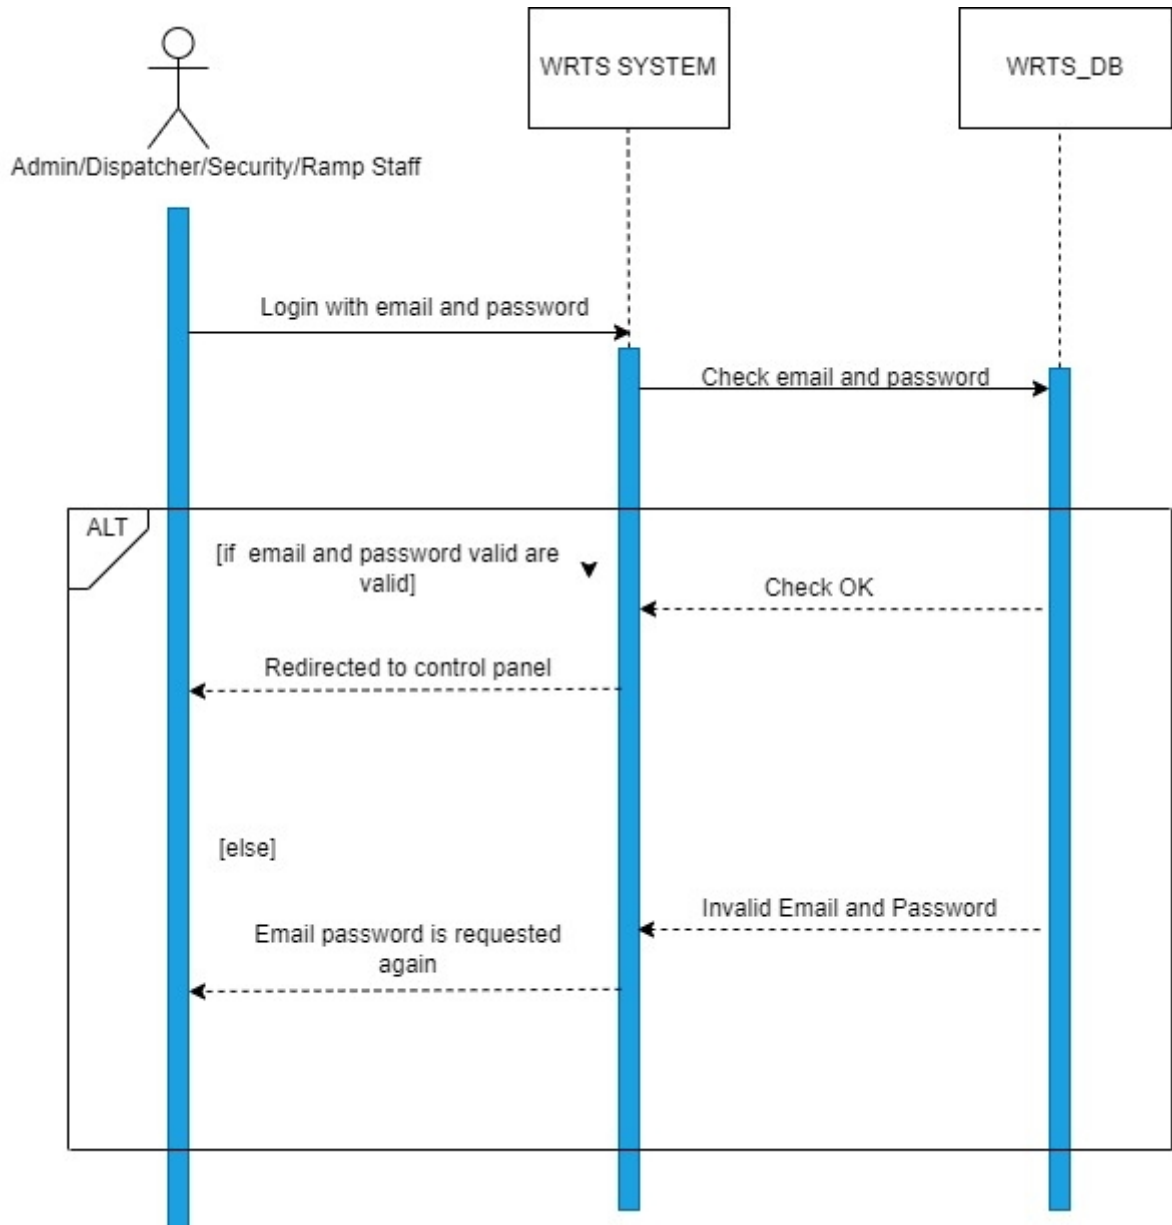 WRTS SYSTEM
WRTS_DB
Admin/Dispatcher/Security/Ramp Staff
Login with email and password
Check email and password
ALT
[if  email and password valid are
valid]
Check OK
Redirected to control panel
[else]
Invalid Email and Password
Email password is requested
again